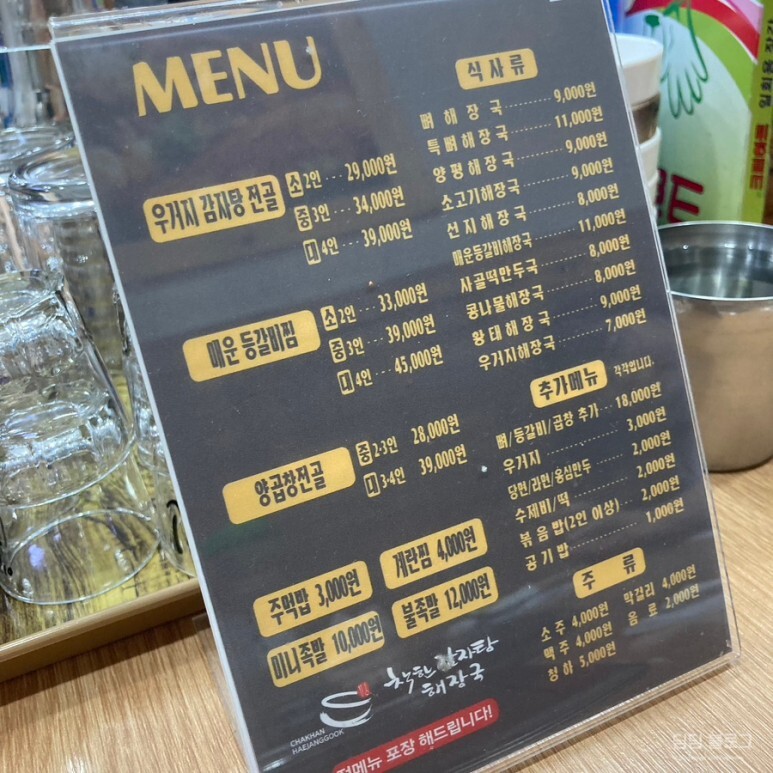 MENU
우거지 감자탕 전골
소 2인 ··· 29,000원
중 3인 ··· 34,000원
대 4인 ··· 39,000원
매운 등갈비찜
소 2인 ··· 33,000원
중 3인 ··· 39,000원
대 4인 ··· 45,000원
양곱창전골
중 2·3인 28,000원
대 3·4인 39,000원
주먹밥 3,000원
계란찜 4,000원
미니족발 10,000원
불족발 12,000원
식사류
뼈해장국 9,000원
특뼈해장국 11,000원
양평해장국 9,000원
소고기해장국 9,000원
선지해장국 8,000원
매운등갈비해장국 11,000원
사골떡만두국 8,000원
콩나물해장국 8,000원
황태해장국 9,000원
우거지해장국 7,000원
추가메뉴 각각입니다.
뼈/등갈비/곱창 추가 18,000원
우거지 3,000원
당면/라면/옹심만두 2,000원
수제비/떡 2,000원
볶음밥(2인 이상) 2,000원
공기밥 1,000원
주류
소주 4,000원 막걸리 4,000원
맥주 4,000원 음료 2,000원
청하 5,000원
착한감자탕
해장국
CHAKHAN
HAEJANGGOOK
전메뉴 포장 해드립니다!
크린하트